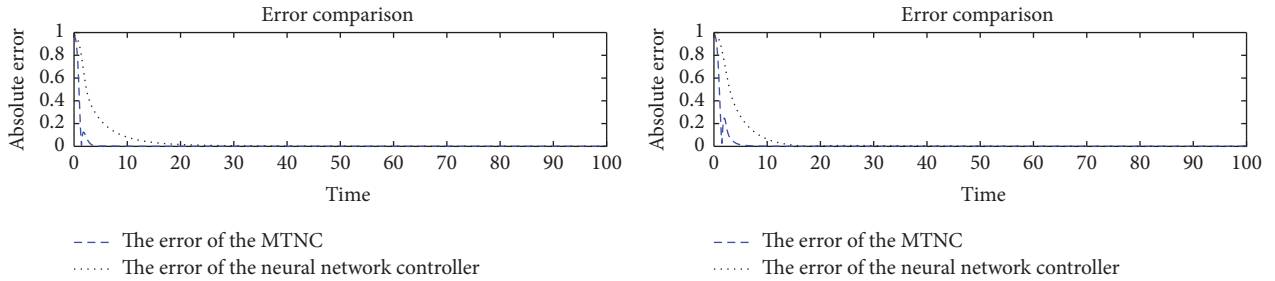 Error comparison
Absolute error
1
0.8
0.6
0.4
0.2
0
0 10 20 30 40 50 60 70 80 90 100
Time
The error of the MTNC
The error of the neural network controller
Error comparison
Absolute error
1
0.8
0.6
0.4
0.2
0
0 10 20 30 40 50 60 70 80 90 100
Time
The error of the MTNC
The error of the neural network controller